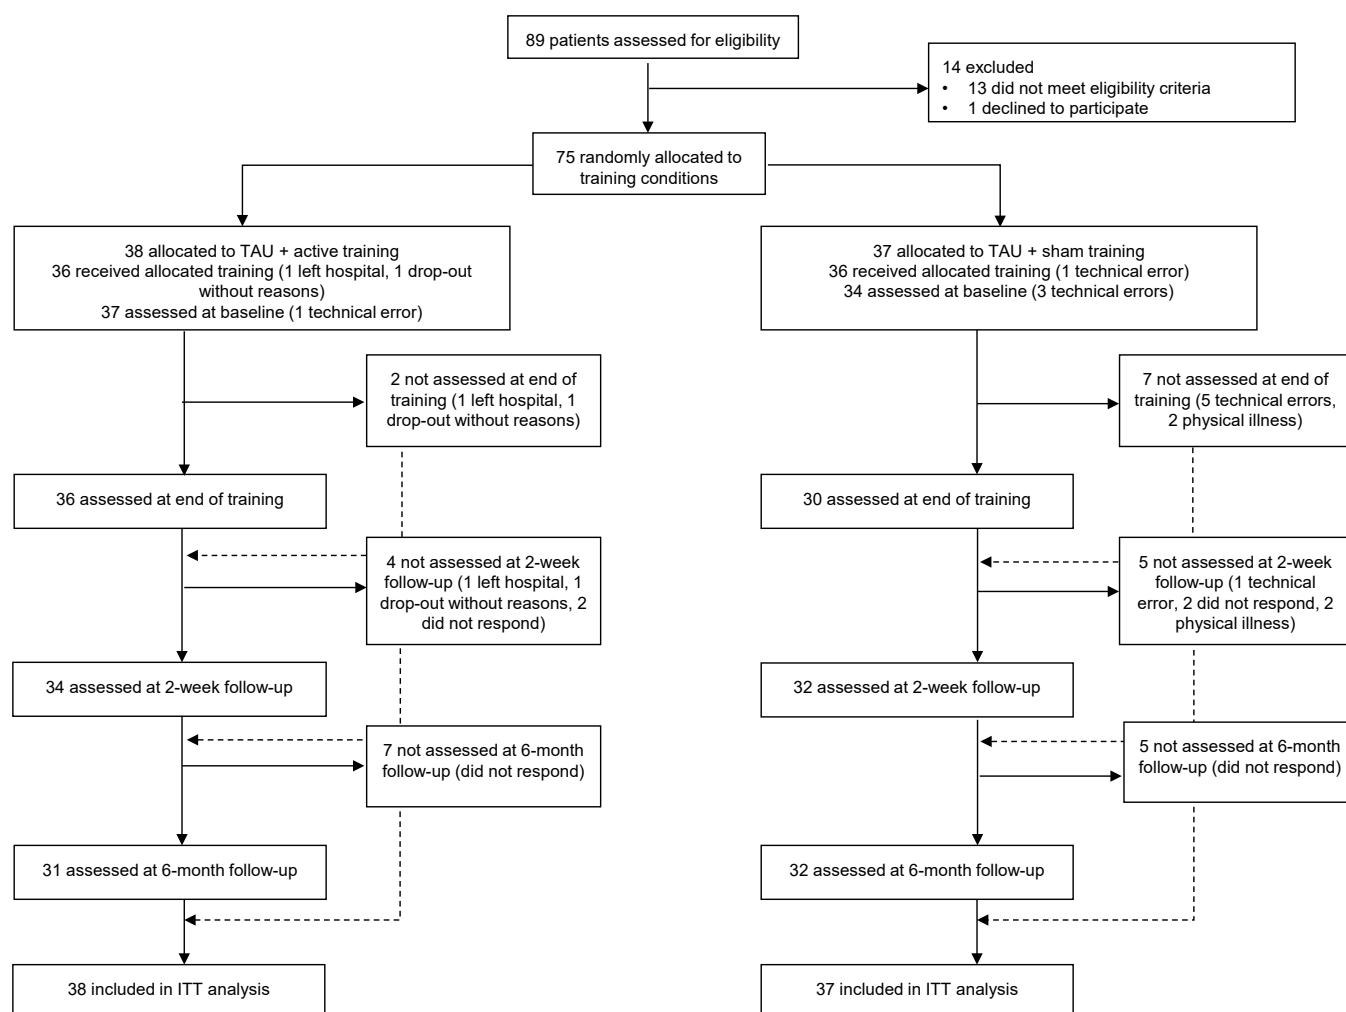 89 patients assessed for eligibility
14 excluded
• 13 did not meet eligibility criteria
• 1 declined to participate
75 randomly allocated to
training conditions
38 allocated to TAU + active training
36 received allocated training (1 left hospital, 1 drop-out
without reasons)
37 assessed at baseline (1 technical error)
37 allocated to TAU + sham training
36 received allocated training (1 technical error)
34 assessed at baseline (3 technical errors)
2 not assessed at end of
training (1 left hospital, 1
drop-out without reasons)
7 not assessed at end of
training (5 technical errors,
2 physical illness)
36 assessed at end of training
30 assessed at end of training
4 not assessed at 2-week
follow-up (1 left hospital, 1
drop-out without reasons, 2
did not respond)
5 not assessed at 2-week
follow-up (1 technical
error, 2 did not respond, 2
physical illness)
34 assessed at 2-week follow-up
32 assessed at 2-week follow-up
7 not assessed at 6-month
follow-up (did not respond)
5 not assessed at 6-month
follow-up (did not respond)
31 assessed at 6-month follow-up
32 assessed at 6-month follow-up
38 included in ITT analysis
37 included in ITT analysis